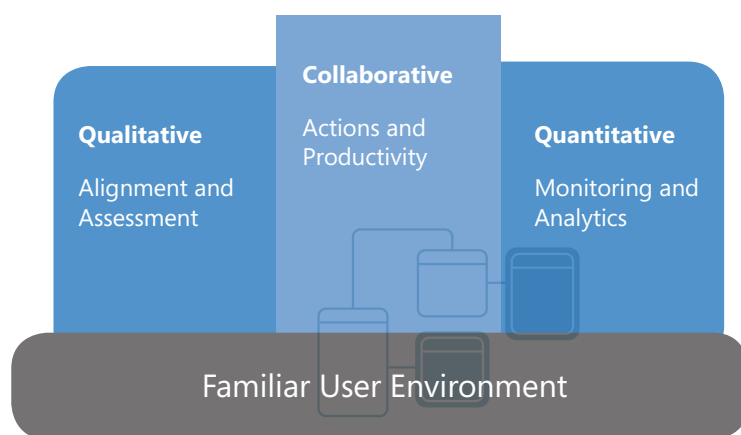 Qualitative
Alignment and
Assessment
Collaborative
Actions and
Productivity
Quantitative
Monitoring and
Analytics
Familiar User Environment